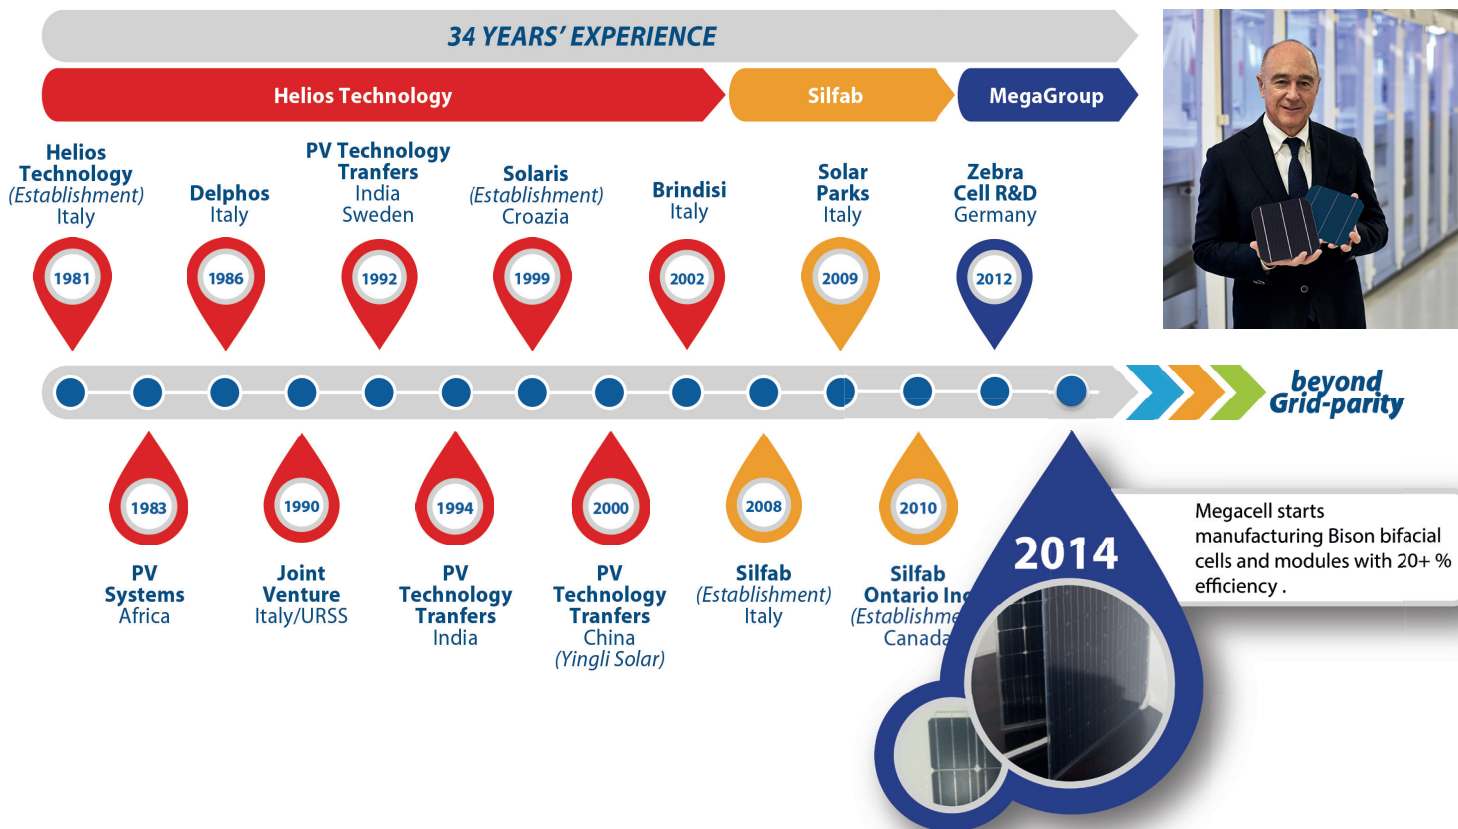 34 YEARS’ EXPERIENCE
Helios Technology
Silfab
MegaGroup
Helios
Technology
(Establishment)
Italy
Delphos
Italy
PV Technology
Tranfers
India
Sweden
Solaris
(Establishment)
Croazia
Brindisi
Italy
Solar
Parks
Italy
Zebra
Cell R&D
Germany
1981
1986
1992
1999
2002
2009
2012
beyond
Grid-parity
1983
1990
1994
2000
2008
2010
2014
PV
Systems
Africa
Joint
Venture
Italy/URSS
PV
Technology
Tranfers
India
PV
Technology
Tranfers
China
(Yingli Solar)
Silfab
(Establishment)
Italy
Silfab
Ontario Inc
(Establishme
Canada
Megacell starts
manufacturing Bison bifacial
cells and modules with 20+ %
efficiency .